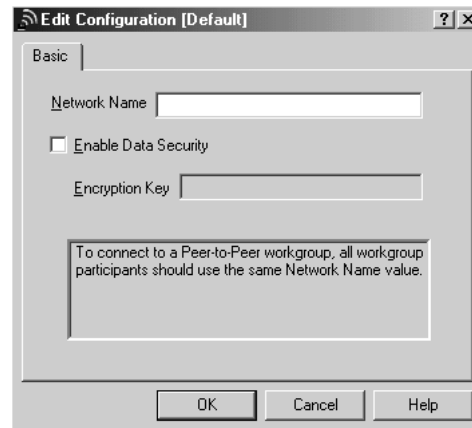 Edit Configuration [Default]
? X
Basic
Network Name
Enable Data Security
Encryption Key
To connect to a Peer-to-Peer workgroup, all workgroup
participants should use the same Network Name value.
OK Cancel Help